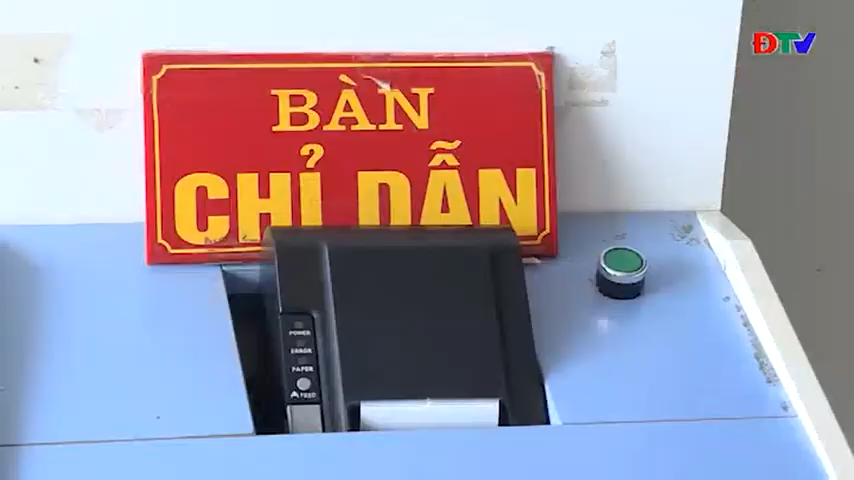 ĐTV
BÀN
CHỈ DẪN
POWER
ERROR
PAPER
FEED